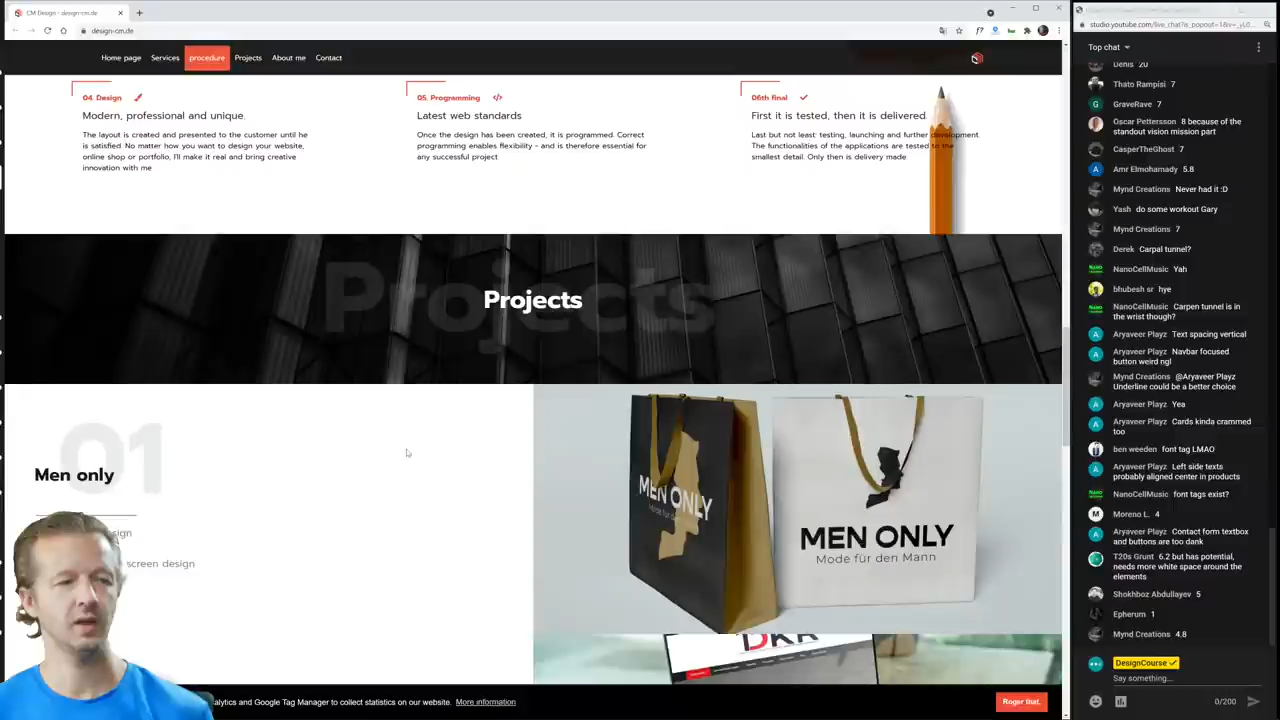 CM Design - design-cm.de
design-cm.de
Home page Services procedure Projects About me Contact
04. Design
Modern, professional and unique.
The layout is created and presented to the customer until he
is satisfied. No matter how you want to design your website,
online shop or portfolio, I'll make it real and bring creative
innovation with me
05. Programming
Latest web standards
Once the design has been created, it is programmed. Correct
programming enables flexibility - and is therefore essential for
any successful project
06th final
First it is tested, then it is delivered.
Last but not least: testing, launching and further development.
The functionalities of the applications are tested to the
smallest detail. Only then is delivery made
Projects
Projects
01
Men only
sign
screen design
MEN ONLY
Mode für den
MEN ONLY
Mode für den Mann
DKR
alytics and Google Tag Manager to collect statistics on our website. More information
Roger that.
studio.youtube.com/live_chat?is_popout=1&v=_yL0...
Top chat
Denis 20
Thato Rampisi 7
G GraveRave 7
Oscar Pettersson 8 because of the
standout vision mission part
CasperTheGhost 7
A Amr Elmohamady 5.8
Mynd Creations Never had it :D
Yash do some workout Gary
Mynd Creations 7
Derek Carpal tunnel?
NanoCellMusic Yah
bhubesh sr hye
NanoCellMusic Carpen tunnel is in
the wrist though?
A Aryaveer Playz Text spacing vertical
A Aryaveer Playz Navbar focused
button weird ngl
Mynd Creations @Aryaveer Playz
Underline could be a better choice
A Aryaveer Playz Yea
A Aryaveer Playz Cards kinda crammed
too
ben weeden font tag LMAO
A Aryaveer Playz Left side texts
probably aligned center in products
NanoCellMusic font tags exist?
M Moreno L. 4
A Aryaveer Playz Contact form textbox
and buttons are too dank
T20s Grunt 6.2 but has potential,
needs more white space around the
elements
Shokhboz Abdullayev 5
Epherum 1
Mynd Creations 4.8
DesignCourse
Say something...
0/200